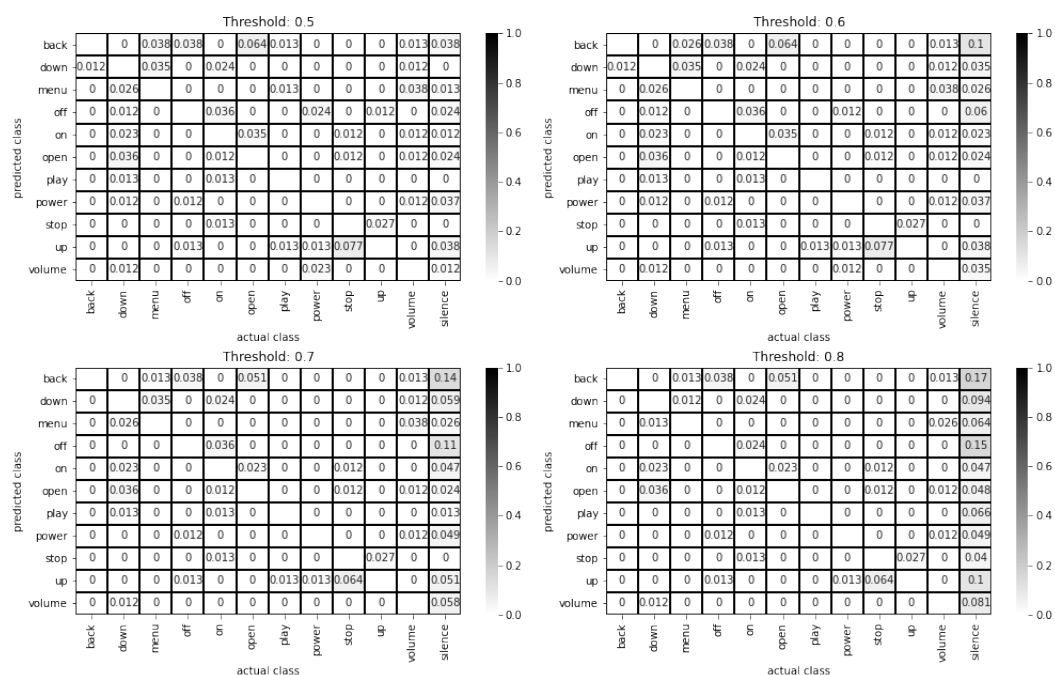 Threshold: 0.5
back 0 0.038 0.038 0 0.064 0.013 0 0 0 0.013 0.038
down 0.012 0.035 0 0.024 0 0 0 0 0 0.012 0
menu 0 0.026 0 0 0 0.013 0 0 0 0.038 0.013
off 0 0.012 0 0.036 0 0 0.024 0 0.012 0 0.024
on 0 0.023 0 0 0.035 0 0 0.012 0 0.012 0.012
open 0 0.036 0 0 0.012 0 0 0.012 0 0.012 0.024
play 0 0.013 0 0 0.013 0 0 0 0 0 0
power 0 0.012 0 0.012 0 0 0 0 0 0.012 0.037
stop 0 0 0 0 0.013 0 0 0 0.027 0 0
up 0 0 0 0.013 0 0 0.013 0.013 0.077 0 0.038
volume 0 0.012 0 0 0 0 0 0.023 0 0 0.012
back down menu off on open play power stop up volume silence
actual class
predicted class
1.0
0.8
0.6
0.4
0.2
0.0
Threshold: 0.6
back 0 0.026 0.038 0 0.064 0 0 0 0 0.013 0.1
down 0.012 0.035 0 0.024 0 0 0 0 0 0.012 0.035
menu 0 0.026 0 0 0 0 0 0 0 0.038 0.026
off 0 0.012 0 0.036 0 0 0.012 0 0 0 0.06
on 0 0.023 0 0 0.035 0 0 0.012 0 0.012 0.023
open 0 0.036 0 0 0.012 0 0 0.012 0 0.012 0.024
play 0 0.013 0 0 0.013 0 0 0 0 0 0
power 0 0.012 0 0.012 0 0 0 0 0 0.012 0.037
stop 0 0 0 0 0.013 0 0 0 0.027 0 0
up 0 0 0 0.013 0 0 0.013 0.013 0.077 0 0.038
volume 0 0.012 0 0 0 0 0 0.012 0 0 0.035
back down menu off on open play power stop up volume silence
actual class
predicted class
1.0
0.8
0.6
0.4
0.2
0.0
Threshold: 0.7
back 0 0.013 0.038 0 0.051 0 0 0 0 0.013 0.14
down 0 0.035 0 0.024 0 0 0 0 0 0.012 0.059
menu 0 0.026 0 0 0 0 0 0 0 0.038 0.026
off 0 0 0 0.036 0 0 0 0 0 0 0.11
on 0 0.023 0 0 0.023 0 0 0.012 0 0.012 0.047
open 0 0.036 0 0 0.012 0 0 0.012 0 0.012 0.024
play 0 0.013 0 0 0.013 0 0 0 0 0 0.013
power 0 0 0 0.012 0 0 0 0 0 0.012 0.049
stop 0 0 0 0 0.013 0 0 0 0.027 0 0
up 0 0 0 0.013 0 0 0.013 0.013 0.064 0 0.051
volume 0 0.012 0 0 0 0 0 0 0 0 0.058
back down menu off on open play power stop up volume silence
actual class
predicted class
1.0
0.8
0.6
0.4
0.2
0.0
Threshold: 0.8
back 0 0.013 0.038 0 0.051 0 0 0 0 0.013 0.17
down 0 0.012 0 0.024 0 0 0 0 0 0 0.094
menu 0 0.013 0 0 0 0 0 0 0 0.026 0.064
off 0 0 0 0.024 0 0 0 0 0 0 0.15
on 0 0.023 0 0 0.023 0 0 0.012 0 0 0.047
open 0 0.036 0 0 0.012 0 0 0.012 0 0.012 0.048
play 0 0 0 0 0.013 0 0 0 0 0 0.066
power 0 0 0 0.012 0 0 0 0 0 0.012 0.049
stop 0 0 0 0 0.013 0 0 0 0.027 0 0.04
up 0 0 0 0.013 0 0 0 0.013 0.064 0 0.1
volume 0 0.012 0 0 0 0 0 0 0 0 0.081
back down menu off on open play power stop up volume silence
actual class
predicted class
1.0
0.8
0.6
0.4
0.2
0.0